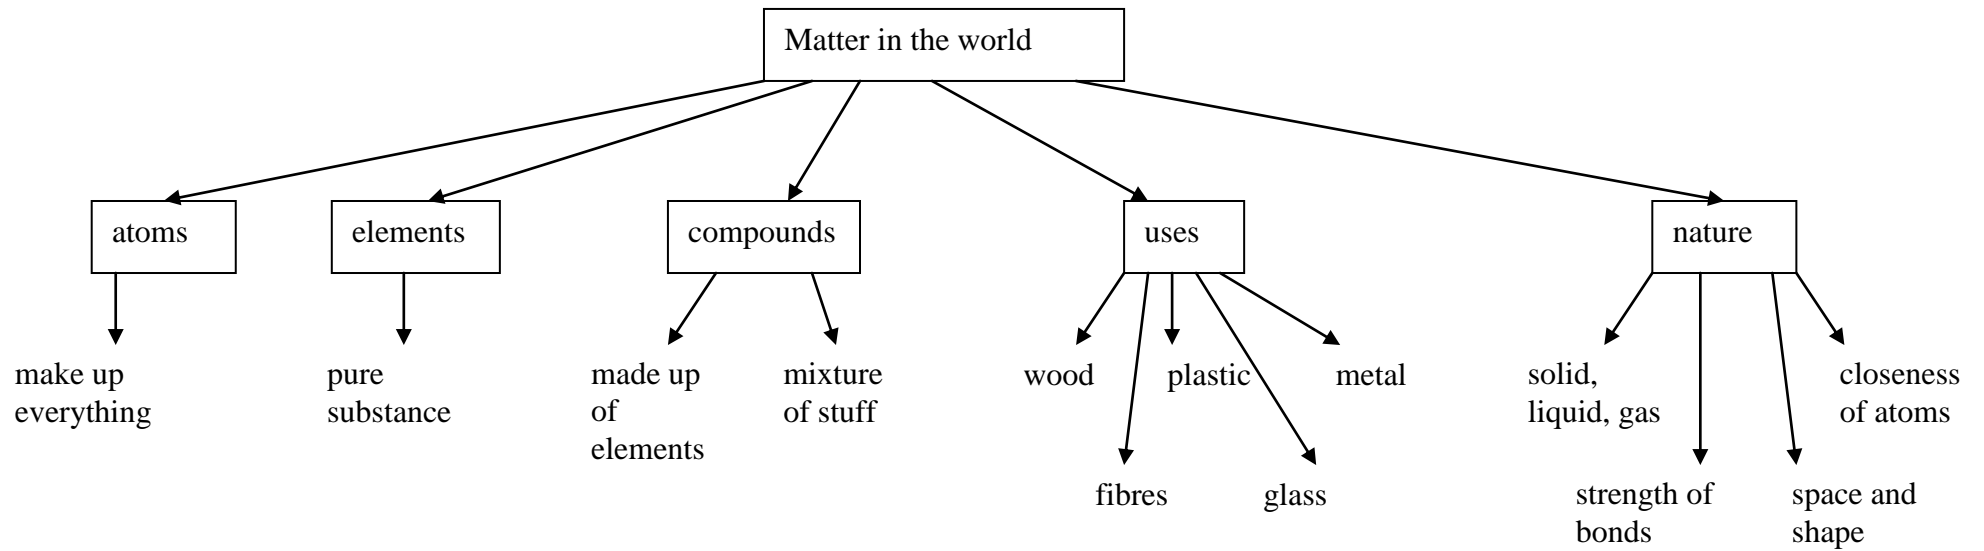 Matter in the world
atoms
elements
compounds
uses
nature
make up
everything
pure
substance
made up
of
elements
mixture
of stuff
wood
plastic
metal
fibres
glass
solid,
liquid, gas
closeness
of atoms
strength of
bonds
space and
shape